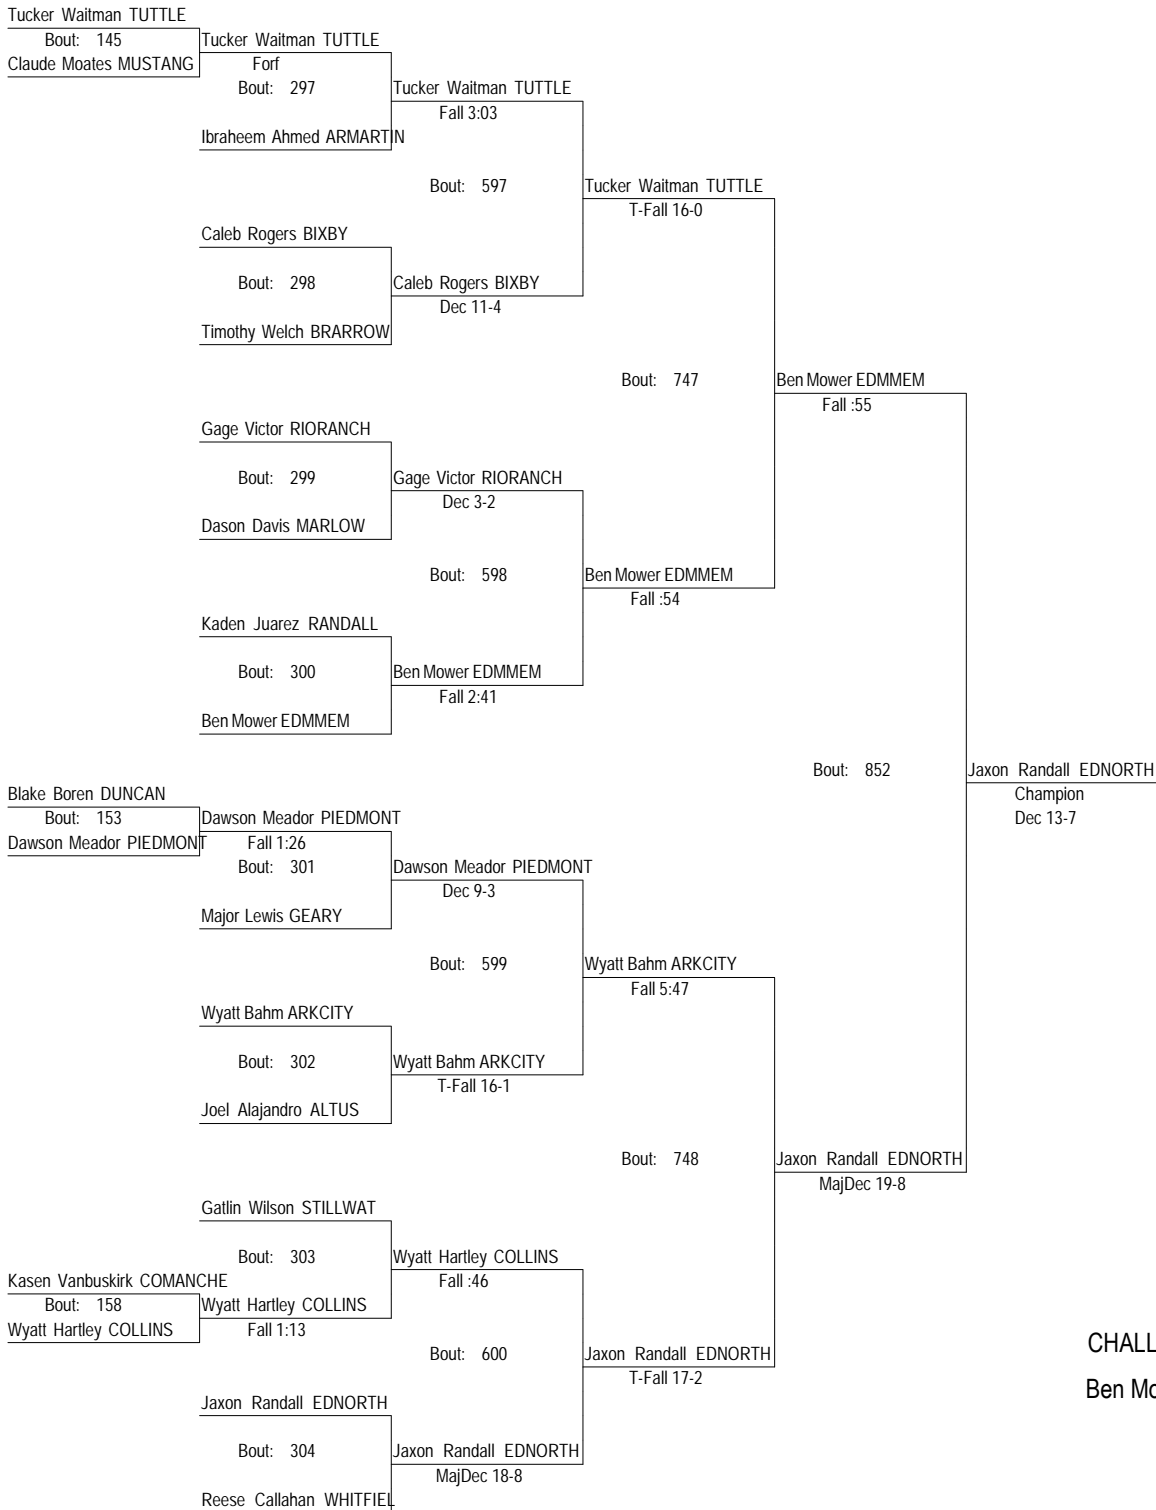 Tucker Waitman TUTTLE
Bout: 145
Tucker Waitman TUTTLE
Claude Moates MUSTANG
Forf
Bout: 297
Tucker Waitman TUTTLE
Fall 3:03
Ibraheem Ahmed ARMARTIN
Bout: 597
Tucker Waitman TUTTLE
T-Fall 16-0
Caleb Rogers BIXBY
Bout: 298
Caleb Rogers BIXBY
Dec 11-4
Timothy Welch BRARROW
Bout: 747
Ben Mower EDMMEM
Fall :55
Gage Victor RIORANCH
Bout: 299
Gage Victor RIORANCH
Dec 3-2
Dason Davis MARLOW
Bout: 598
Ben Mower EDMMEM
Fall :54
Kaden Juarez RANDALL
Bout: 300
Ben Mower EDMMEM
Fall 2:41
Ben Mower EDMMEM
Bout: 852
Jaxon Randall EDNORTH
Champion
Dec 13-7
Blake Boren DUNCAN
Bout: 153
Dawson Meador PIEDMONT
Dawson Meador PIEDMONT
Fall 1:26
Bout: 301
Dawson Meador PIEDMONT
Dec 9-3
Major Lewis GEARY
Bout: 599
Wyatt Bahm ARKCITY
Fall 5:47
Wyatt Bahm ARKCITY
Bout: 302
Wyatt Bahm ARKCITY
T-Fall 16-1
Joel Alajandro ALTUS
Bout: 748
Jaxon Randall EDNORTH
MajDec 19-8
Gatlin Wilson STILLWAT
Bout: 303
Wyatt Hartley COLLINS
Fall :46
Kasen Vanbuskirk COMANCHE
Bout: 158
Wyatt Hartley COLLINS
Wyatt Hartley COLLINS
Fall 1:13
Bout: 600
Jaxon Randall EDNORTH
T-Fall 17-2
Jaxon Randall EDNORTH
Bout: 304
Jaxon Randall EDNORTH
MajDec 18-8
Reese Callahan WHITFIEL
CHALL
Ben Mo